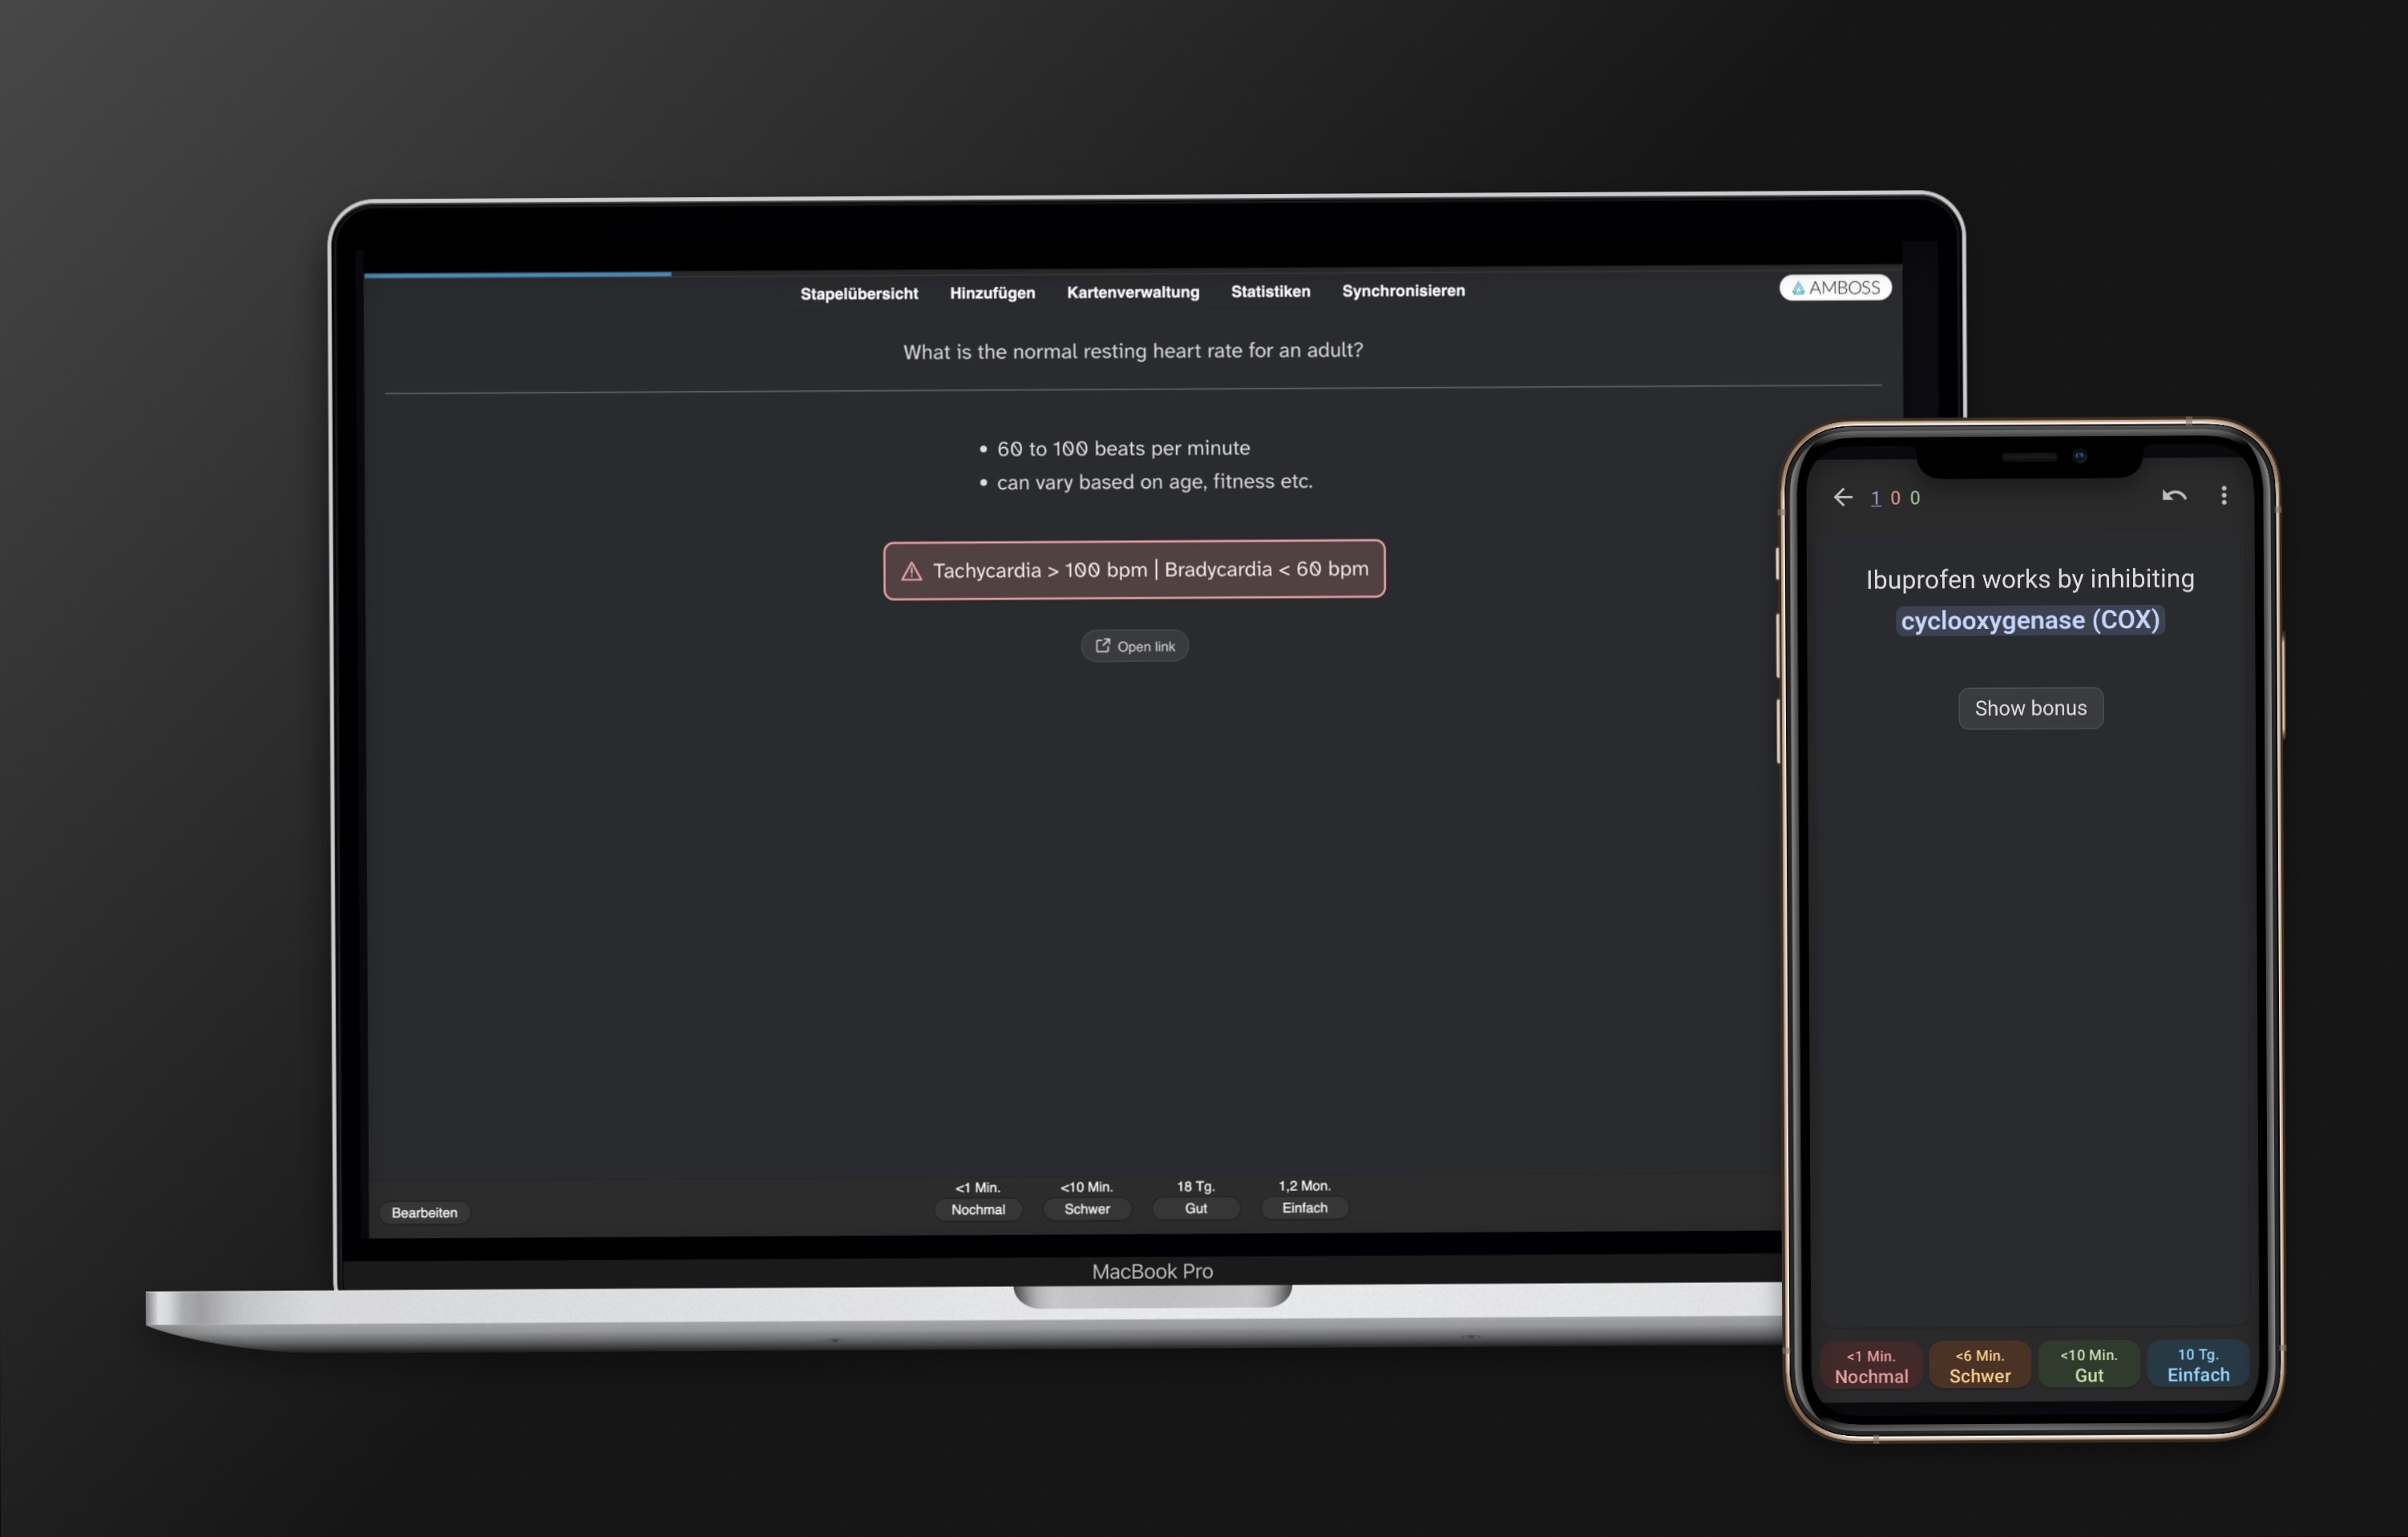 Stapelübersicht Hinzufügen Kartenverwaltung Statistiken Synchronisieren
AMBOSS
What is the normal resting heart rate for an adult?
• 60 to 100 beats per minute
• can vary based on age, fitness etc.
Tachycardia > 100 bpm | Bradycardia < 60 bpm
Open link
<1 Min. <10 Min. 18 Tg. 1,2 Mon.
Bearbeiten Nochmal Schwer Gut Einfach
MacBook Pro
1 0 0
Ibuprofen works by inhibiting
cyclooxygenase (COX)
Show bonus
<1 Min. <6 Min. <10 Min. 10 Tg.
Nochmal Schwer Gut Einfach